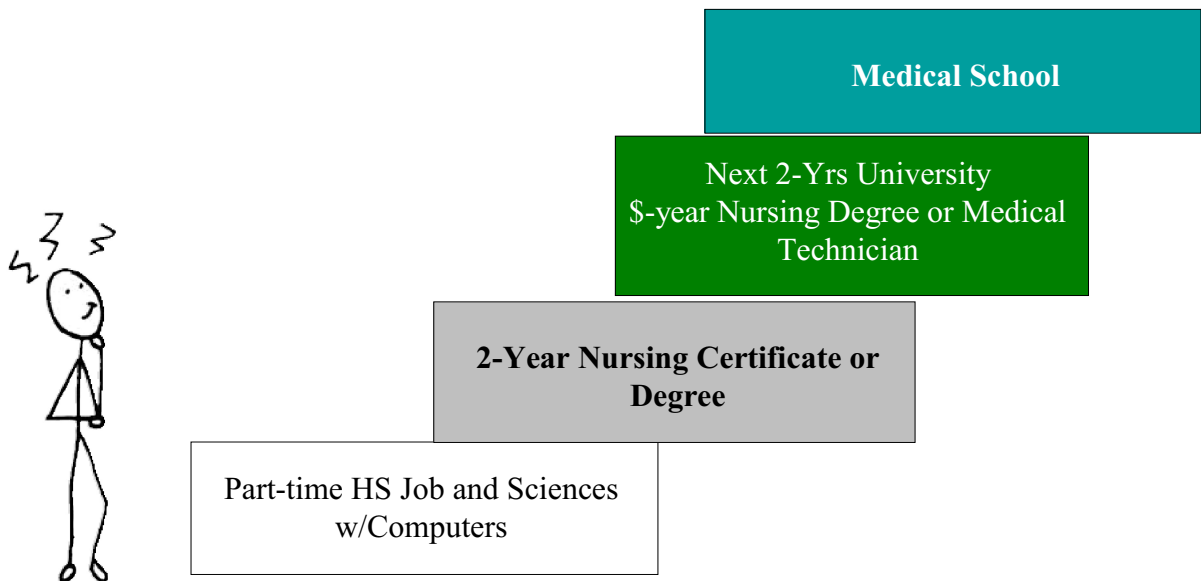 Medical School
Next 2-Yrs University
$-year Nursing Degree or Medical
Technician
2-Year Nursing Certificate or
Degree
Part-time HS Job and Sciences
w/Computers